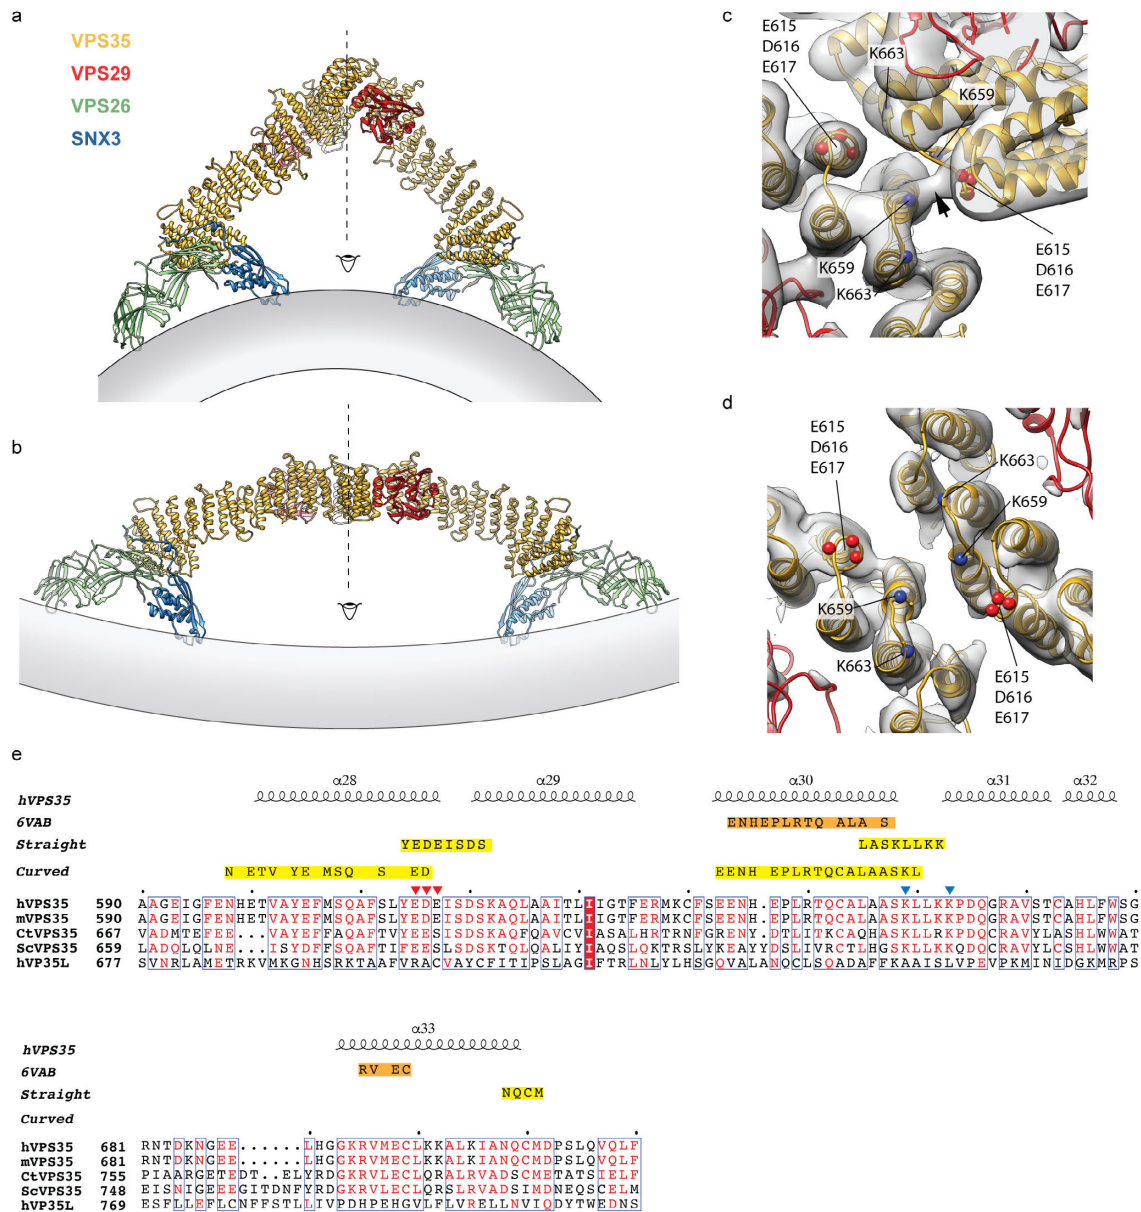 a
VPS35
VPS29
VPS26
SNX3
b
c
E615
D616
E617
K663
K659
K659
K663
E615
D616
E617
d
E615
D616
E617
K663
K659
K659
K663
E615
D616
E617
e
α28 α29 α30 α31 α32
hVPS35
6VAB ENHEPLRTQ ALA S
Straight YEDEISDS LASKLLKK
Curved N ETV YE MSQ S ED EENH EPLRTQCALAASKL
hVPS35 590 AAGEIGFENHETVAYEFMSQAFSLYEDEISDSKAQLAAITLIIGTFERMKCFSEENH.EPLRTQCALAASKLLKKPDQGRAVSTCAHLFWSG
mVPS35 590 AAGEIGFENHETVAYEFMSQAFSLYEDEISDSKAQLAAITLIIGTFERMKCFSEENH.EPLRTQCALAASKLLKKPDQGRAVSTCAHLFWSG
CtVPS35 667 VADMTEFEE...VAYEFFTQAFTVYEESISDSKAQFQAVCVIASALHRTRNFGRENY.DTLITKCAQHASKLLRKPDQCRAVYLASHLWWAT
ScVPS35 659 LADQLQLNE...ISYDFFSQAFTIFEESLSDSKTQLQALIYIAQSLQKTRSLYKEAYYDSLIVRCTLHGSKLLKKQDQCRAVYLCSHLWWAT
hVP35L 677 SVNRLAMETRKVMKGNHSRKTAAFVRACVAYCFITIPSLAGIFTRLNLYLHSGQVALANQCLSQADAFFKAAISLVPEVPKMINIDGKMRPS
α33
hVPS35
6VAB RV EC
Straight NQCM
Curved
hVPS35 681 RNTDKNGEE......LHGGKRVMECLKKALKIANQCMDPSLQVQLF
mVPS35 681 RNTDKNGEE......LHGGKRVMECLKKALKIANQCMDPSLQVQLF
CtVPS35 755 PIAARGETEDT..ELYRDGKRVLECLQRALRVADSCMETATSIELF
ScVPS35 748 EISNIGEEEGITDNFYRDGKRVLECLQRSLRVADSIMDNEQSCELM
hVP35L 769 ESFLLEFLCNFFSTLLIVPDHPEHGVLFLVRELLNVIQDYTWEDNS